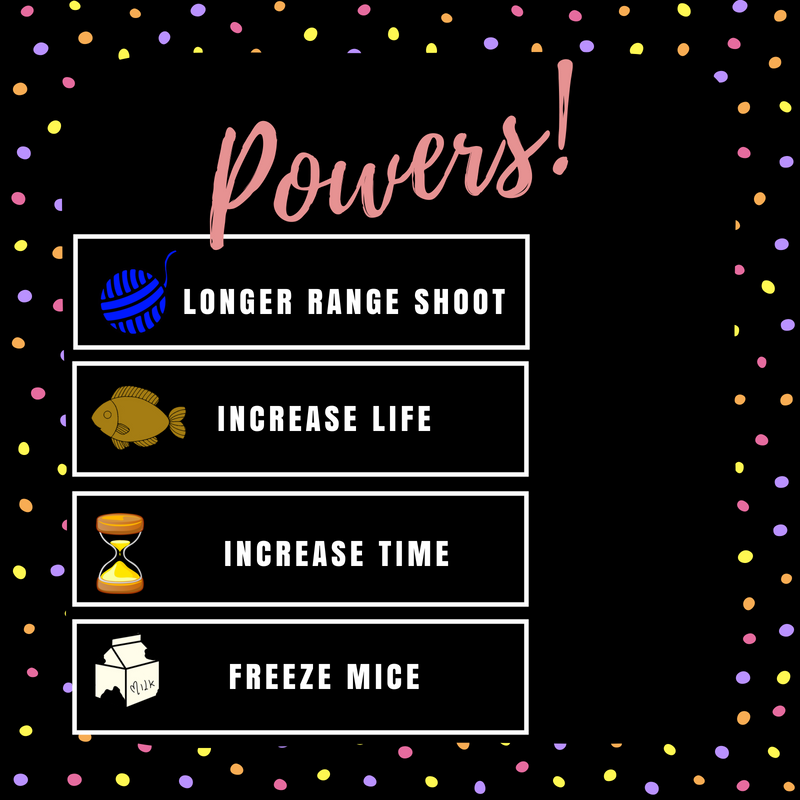 Powers!
LONGER RANGE SHOOT
INCREASE LIFE
INCREASE TIME
MILK
FREEZE MICE